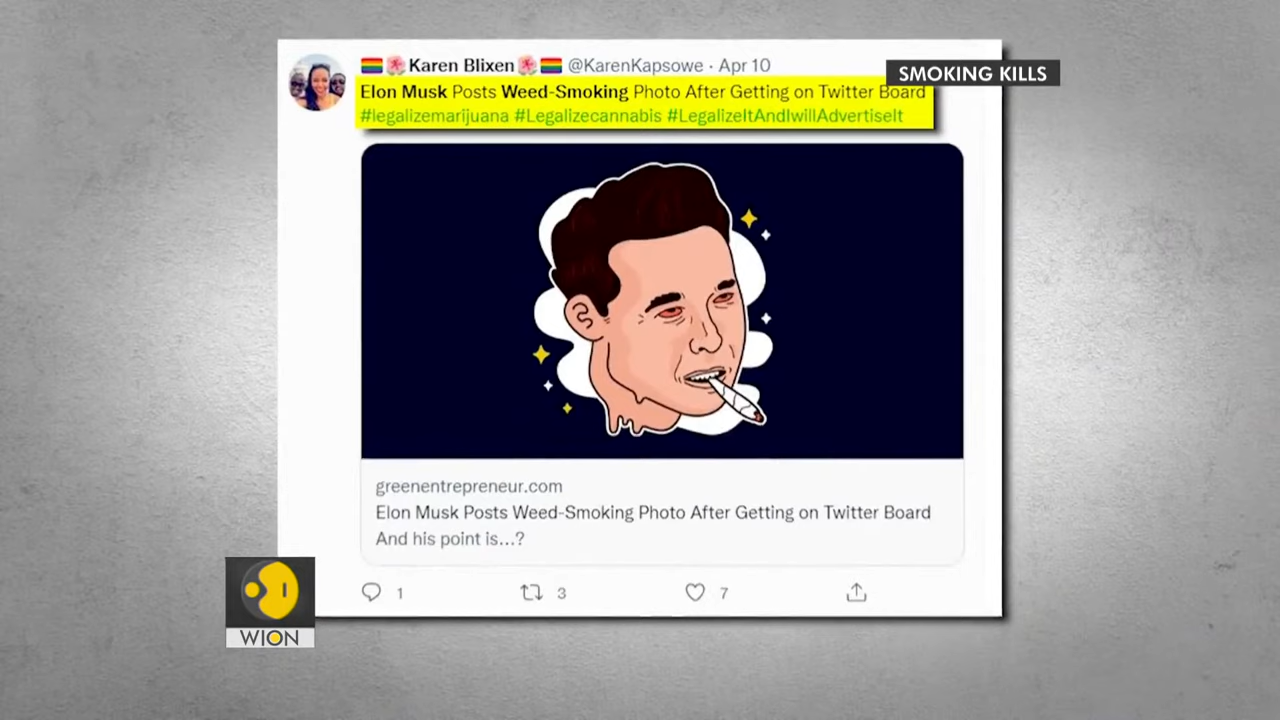 Karen Blixen @KarenKapsowe · Apr 10
SMOKING KILLS
Elon Musk Posts Weed-Smoking Photo After Getting on Twitter Board
#legalizemarijuana #Legalizecannabis #LegalizeItAndIwillAdvertiseIt
greenentrepreneur.com
Elon Musk Posts Weed-Smoking Photo After Getting on Twitter Board
And his point is...?
1 3 7
WION